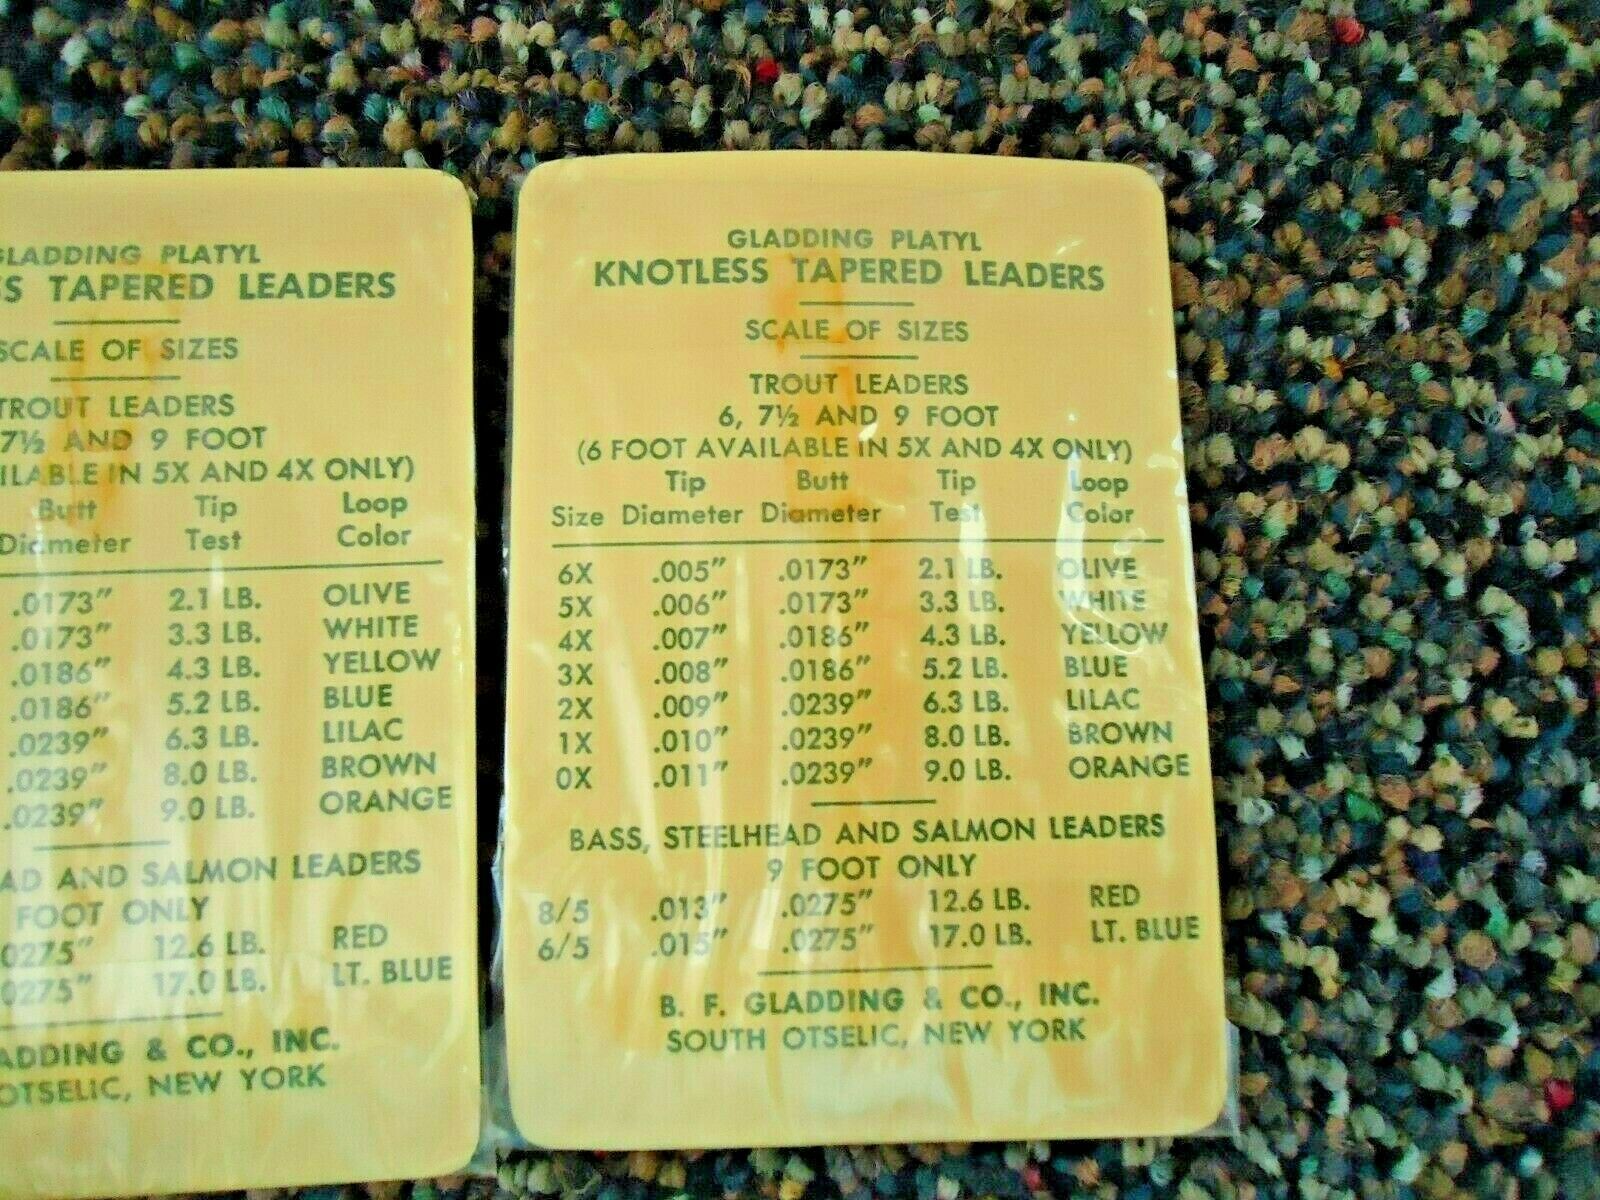 GLADDING PLATYL
S TAPERED LEADERS
SCALE OF SIZES
TROUT LEADERS
7½ AND 9 FOOT
ILABLE IN 5X AND 4X ONLY)
Butt Tip Loop
Diameter Test Color
.0173" 2.1 LB. OLIVE
.0173" 3.3 LB. WHITE
.0186" 4.3 LB. YELLOW
.0186" 5.2 LB. BLUE
.0239" 6.3 LB. LILAC
.0239" 8.0 LB. BROWN
.0239" 9.0 LB. ORANGE
AD AND SALMON LEADERS
FOOT ONLY
0275" 12.6 LB. RED
0275" 17.0 LB. LT. BLUE
ADDING & CO., INC.
OTSELIC, NEW YORK
GLADDING PLATYL
KNOTLESS TAPERED LEADERS
SCALE OF SIZES
TROUT LEADERS
6, 7½ AND 9 FOOT
(6 FOOT AVAILABLE IN 5X AND 4X ONLY)
Tip Butt Tip Loop
Size Diameter Diameter Test Color
6X .005" .0173" 2.1 LB. OLIVE
5X .006" .0173" 3.3 LB. WHITE
4X .007" .0186" 4.3 LB. YELLOW
3X .008" .0186" 5.2 LB. BLUE
2X .009" .0239" 6.3 LB. LILAC
1X .010" .0239" 8.0 LB. BROWN
0X .011" .0239" 9.0 LB. ORANGE
BASS, STEELHEAD AND SALMON LEADERS
9 FOOT ONLY
8/5 .013" .0275" 12.6 LB. RED
6/5 .015" .0275" 17.0 LB. LT. BLUE
B. F. GLADDING & CO., INC.
SOUTH OTSELIC, NEW YORK